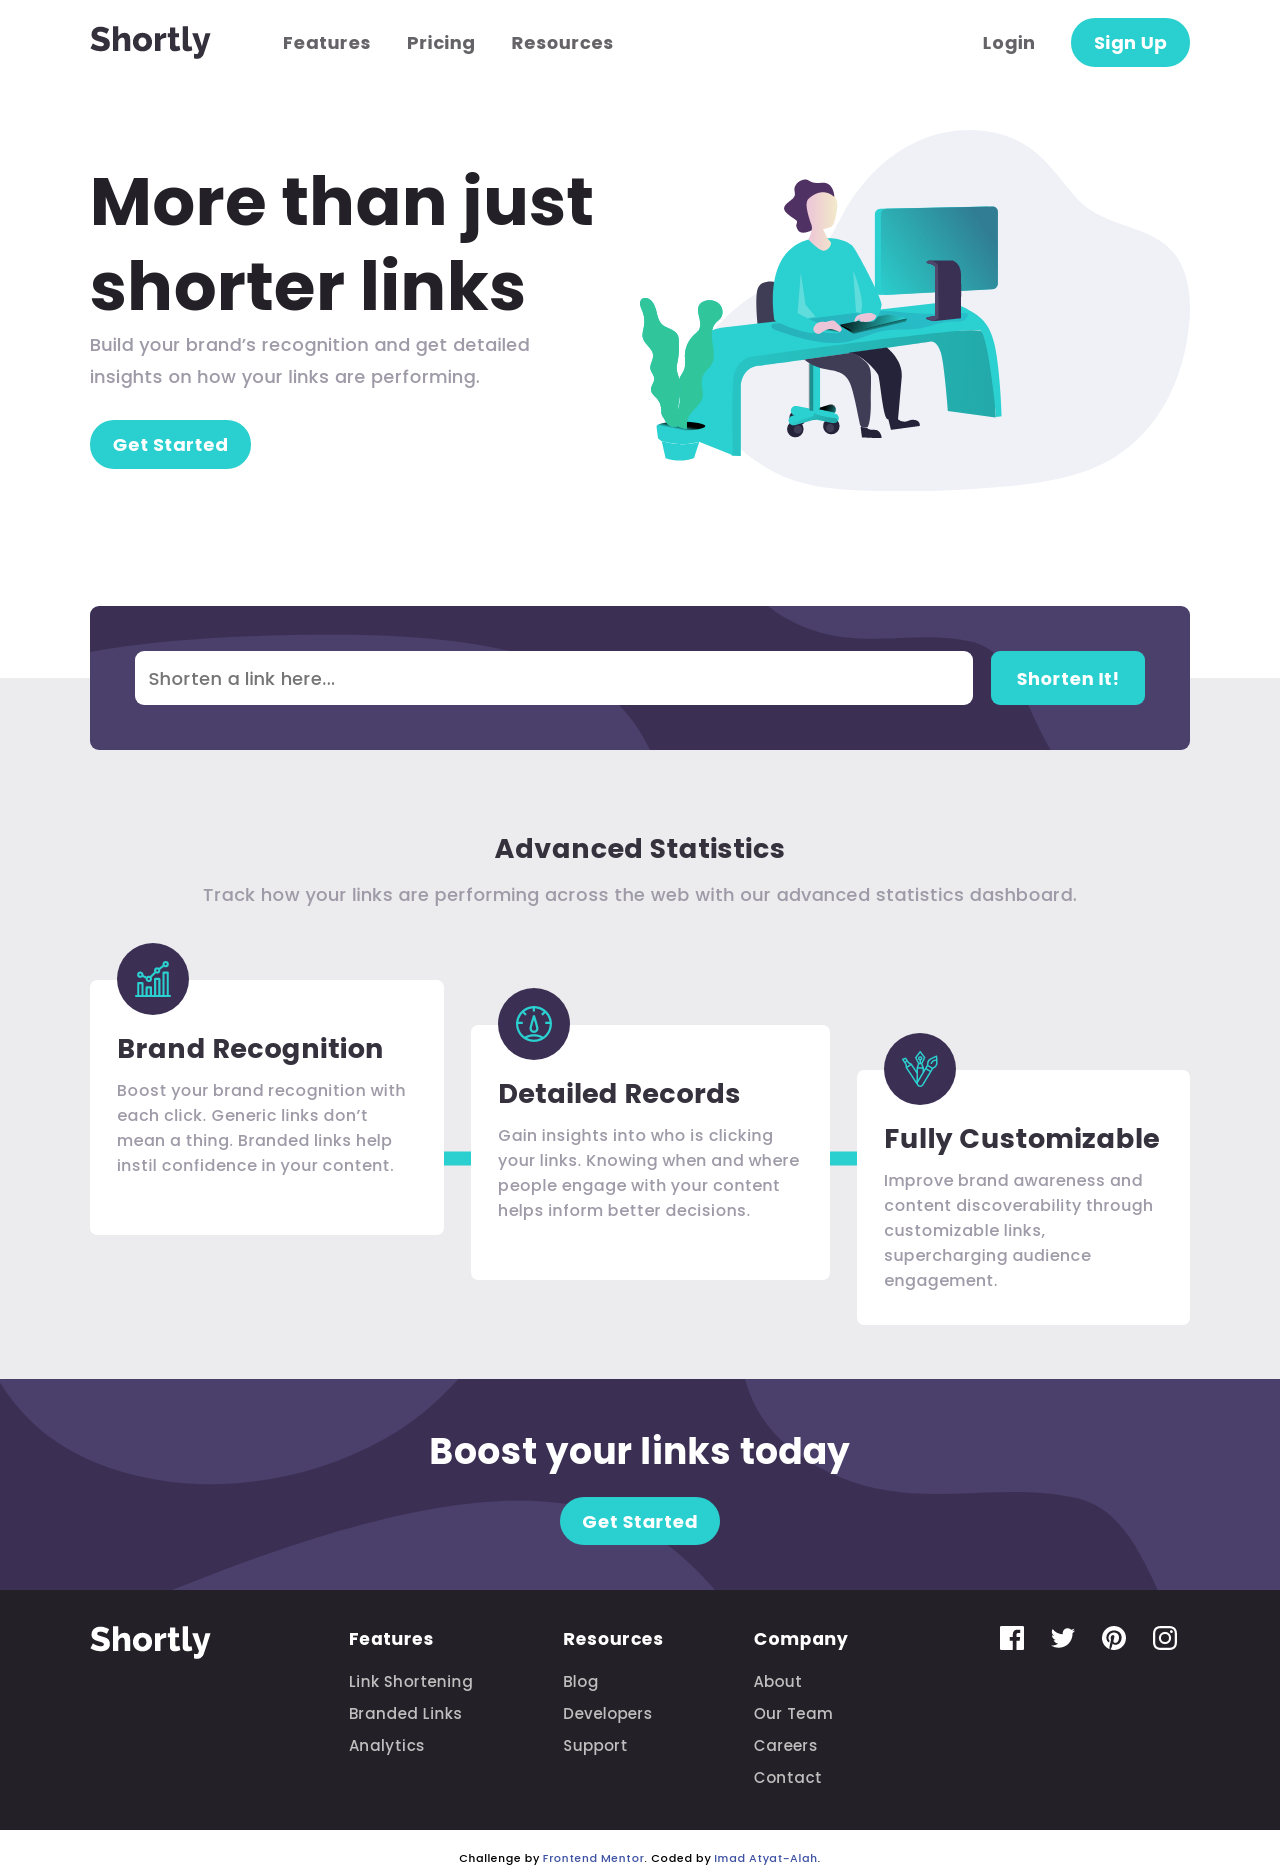 Shortly
Features
Pricing
Resources
Login
Sign Up
More than just
shorter links
Build your brand’s recognition and get detailed
insights on how your links are performing.
Get Started
Shorten a link here...
Shorten It!
Advanced Statistics
Track how your links are performing across the web with our advanced statistics dashboard.
Brand Recognition
Boost your brand recognition with
each click. Generic links don’t
mean a thing. Branded links help
instil confidence in your content.
Detailed Records
Gain insights into who is clicking
your links. Knowing when and where
people engage with your content
helps inform better decisions.
Fully Customizable
Improve brand awareness and
content discoverability through
customizable links,
supercharging audience
engagement.
Boost your links today
Get Started
Shortly
Features
Link Shortening
Branded Links
Analytics
Resources
Blog
Developers
Support
Company
About
Our Team
Careers
Contact
Challenge by Frontend Mentor. Coded by Imad Atyat-Alah.